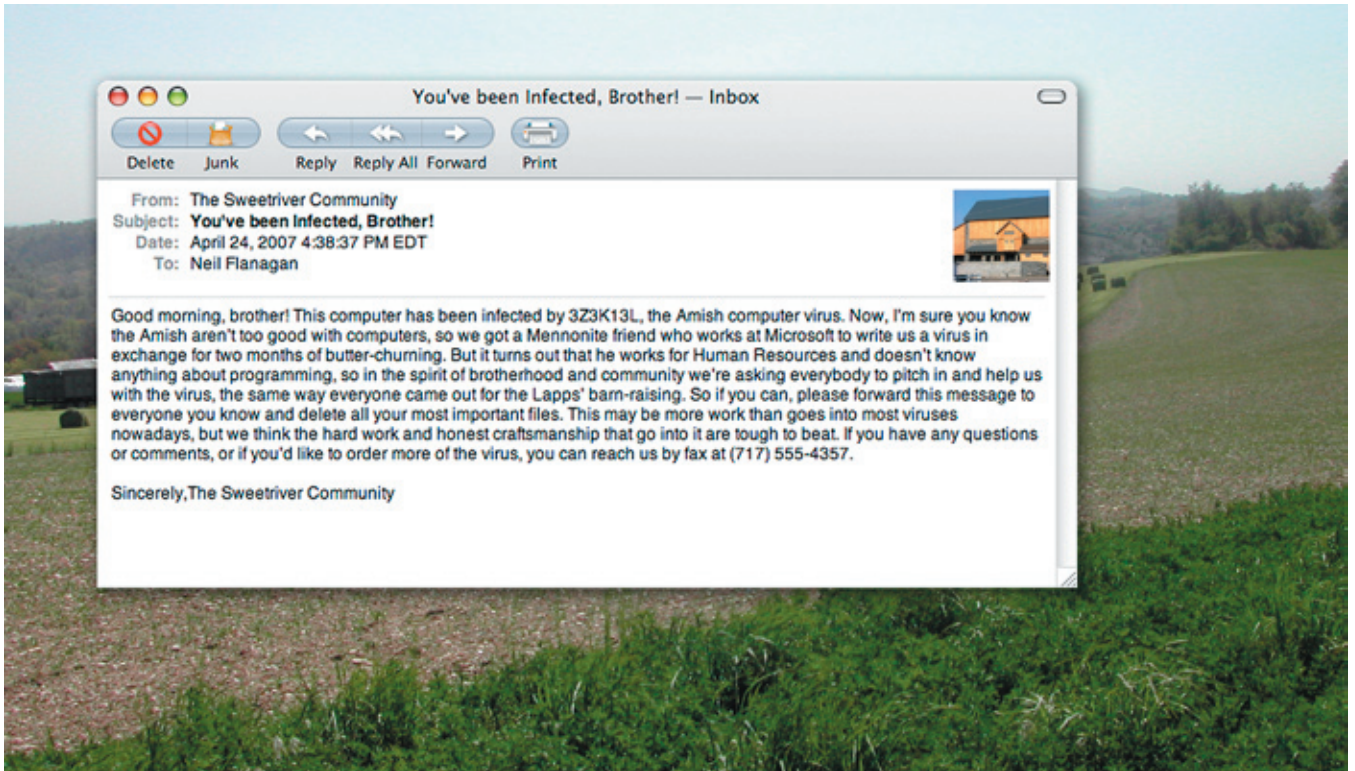 You've been Infected, Brother! — Inbox
Delete Junk Reply Reply All Forward Print
From: The Sweetriver Community
Subject: You've been Infected, Brother!
Date: April 24, 2007 4:38:37 PM EDT
To: Neil Flanagan
Good morning, brother! This computer has been infected by 3Z3K13L, the Amish computer virus. Now, I'm sure you know
the Amish aren't too good with computers, so we got a Mennonite friend who works at Microsoft to write us a virus in
exchange for two months of butter-churning. But it turns out that he works for Human Resources and doesn't know
anything about programming, so in the spirit of brotherhood and community we're asking everybody to pitch in and help us
with the virus, the same way everyone came out for the Lapps' barn-raising. So if you can, please forward this message to
everyone you know and delete all your most important files. This may be more work than goes into most viruses
nowadays, but we think the hard work and honest craftsmanship that go into it are tough to beat. If you have any questions
or comments, or if you'd like to order more of the virus, you can reach us by fax at (717) 555-4357.
Sincerely,The Sweetriver Community